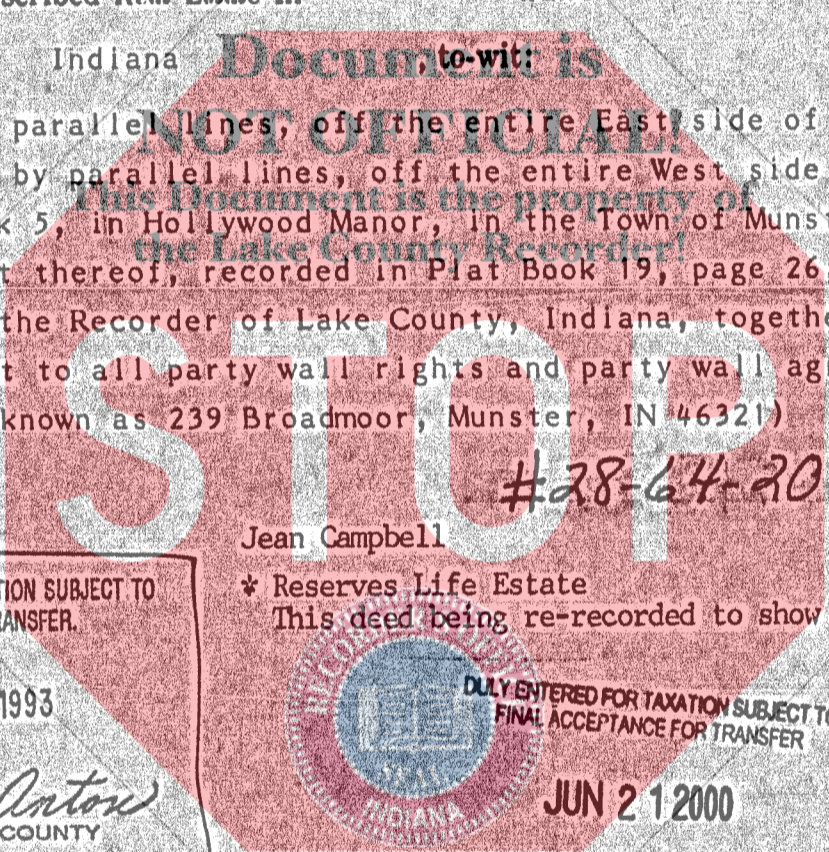 Indiana , to-wit:
Document is
NOT OFFICIAL!
This Document is the property of
the Lake County Recorder!
parallel lines, off the entire East side of
by parallel lines, off the entire West side
k 5, in Hollywood Manor, in the Town of Muns
t thereof, recorded in Plat Book 19, page 26
the Recorder of Lake County, Indiana, togethe
t to all party wall rights and party wall ag
known as 239 Broadmoor, Munster, IN 46321)
STOP
#28-64-20
Jean Campbell
* Reserves Life Estate
This deed being re-recorded to show
TION SUBJECT TO
ANSFER.
1993
Anton
COUNTY
RECORDER
SEAL
INDIANA
DULY ENTERED FOR TAXATION SUBJECT TO
FINAL ACCEPTANCE FOR TRANSFER
JUN 21 2000